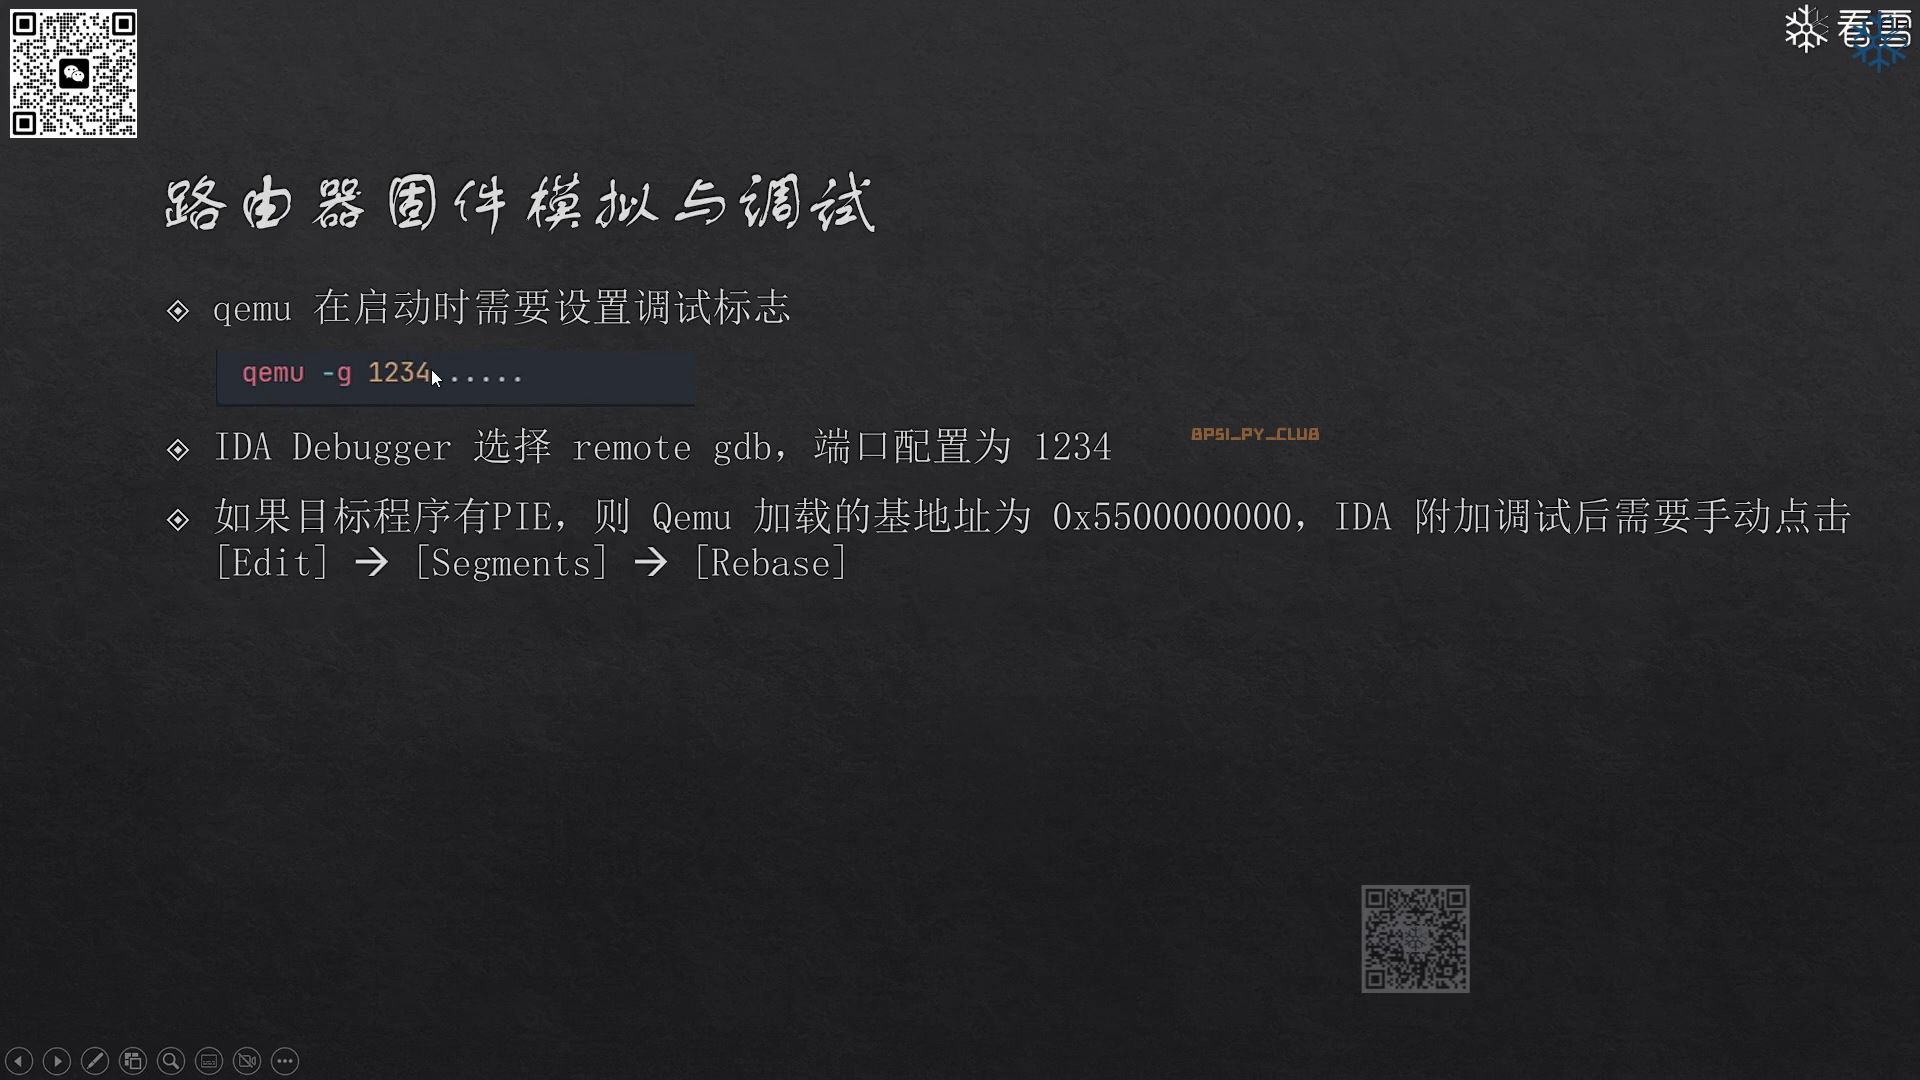 看雪
路由器固件模拟与调试
qemu 在启动时需要设置调试标志
qemu -g 1234......
IDA Debugger 选择 remote gdb，端口配置为 1234
BPSI_PY_CLUB
如果目标程序有PIE，则 Qemu 加载的基地址为 0x5500000000，IDA 附加调试后需要手动点击
[Edit] → [Segments] → [Rebase]